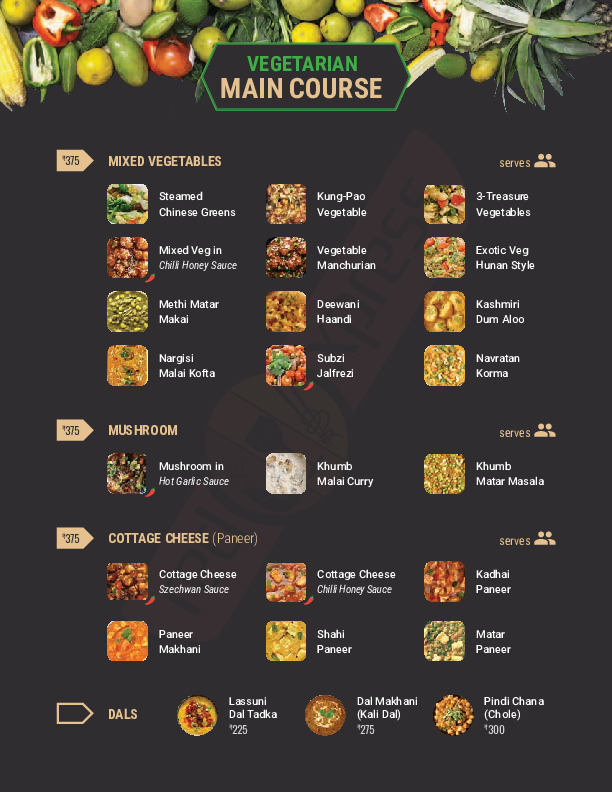 VEGETARIAN
MAIN COURSE
₹375
MIXED VEGETABLES
serves
Steamed
Chinese Greens
Kung-Pao
Vegetable
3-Treasure
Vegetables
Mixed Veg in
Chilli Honey Sauce
Vegetable
Manchurian
Exotic Veg
Hunan Style
Methi Matar
Makai
Deewani
Haandi
Kashmiri
Dum Aloo
Nargisi
Malai Kofta
Subzi
Jalfrezi
Navratan
Korma
₹375
MUSHROOM
serves
Mushroom in
Hot Garlic Sauce
Khumb
Malai Curry
Khumb
Matar Masala
₹375
COTTAGE CHEESE (Paneer)
serves
Cottage Cheese
Szechwan Sauce
Cottage Cheese
Chilli Honey Sauce
Kadhai
Paneer
Paneer
Makhani
Shahi
Paneer
Matar
Paneer
DALS
Lassuni
Dal Tadka
₹225
Dal Makhani
(Kali Dal)
₹275
Pindi Chana
(Chole)
₹300